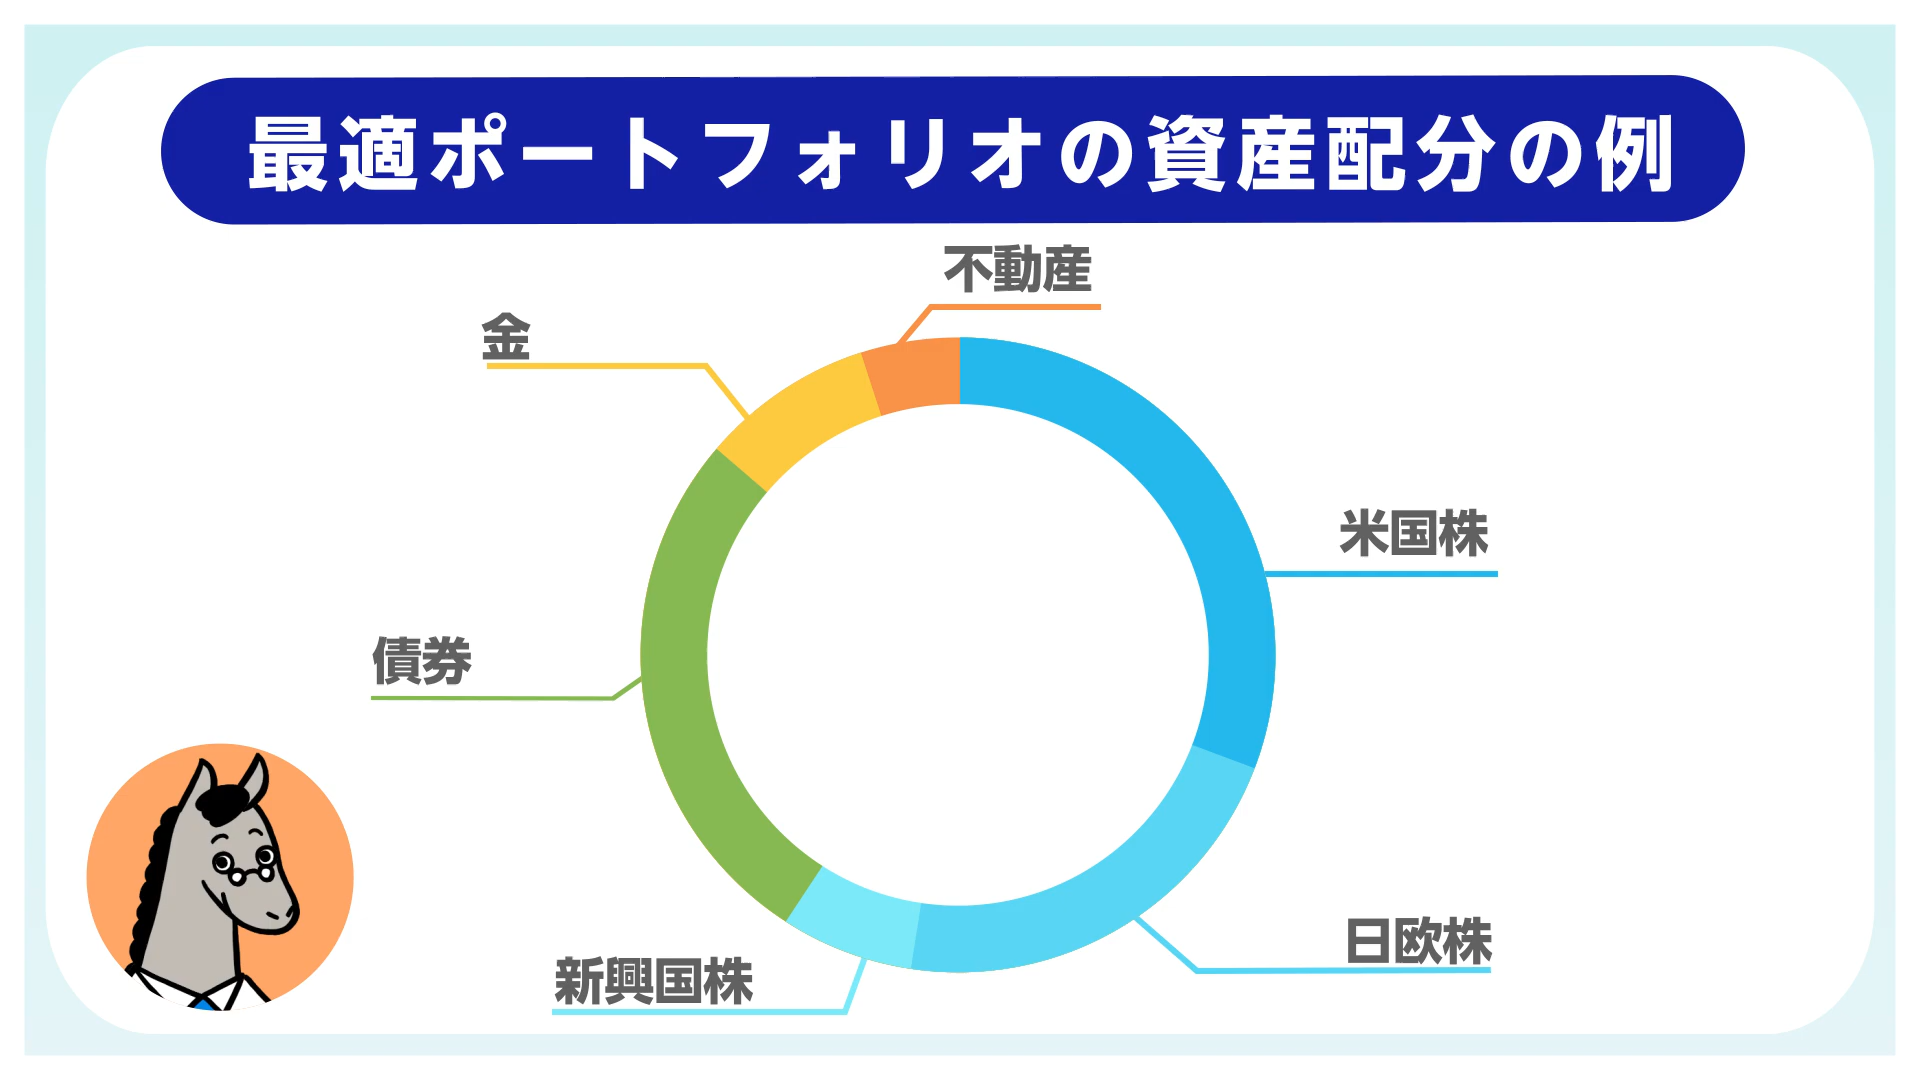 最適ポートフォリオの資産配分の例
不動産
金
米国株
債券
日欧株
新興国株